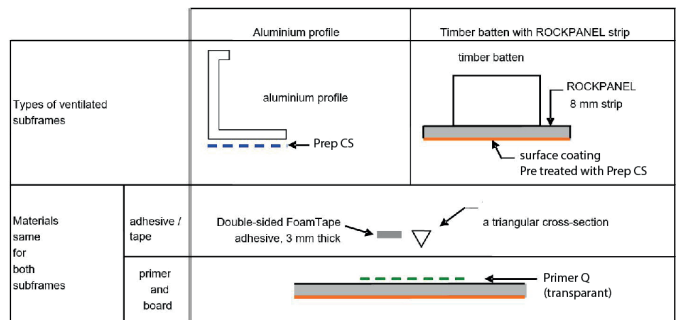 Aluminium profile
Timber batten with ROCKPANEL strip
Types of ventilated
subframes
aluminium profile
Prep CS
timber batten
ROCKPANEL
8 mm strip
surface coating
Pre treated with Prep CS
Materials
same
for
both
subframes
adhesive /
tape
Double-sided FoamTape
adhesive, 3 mm thick
a triangular cross-section
primer
and
board
Primer Q
(transparant)